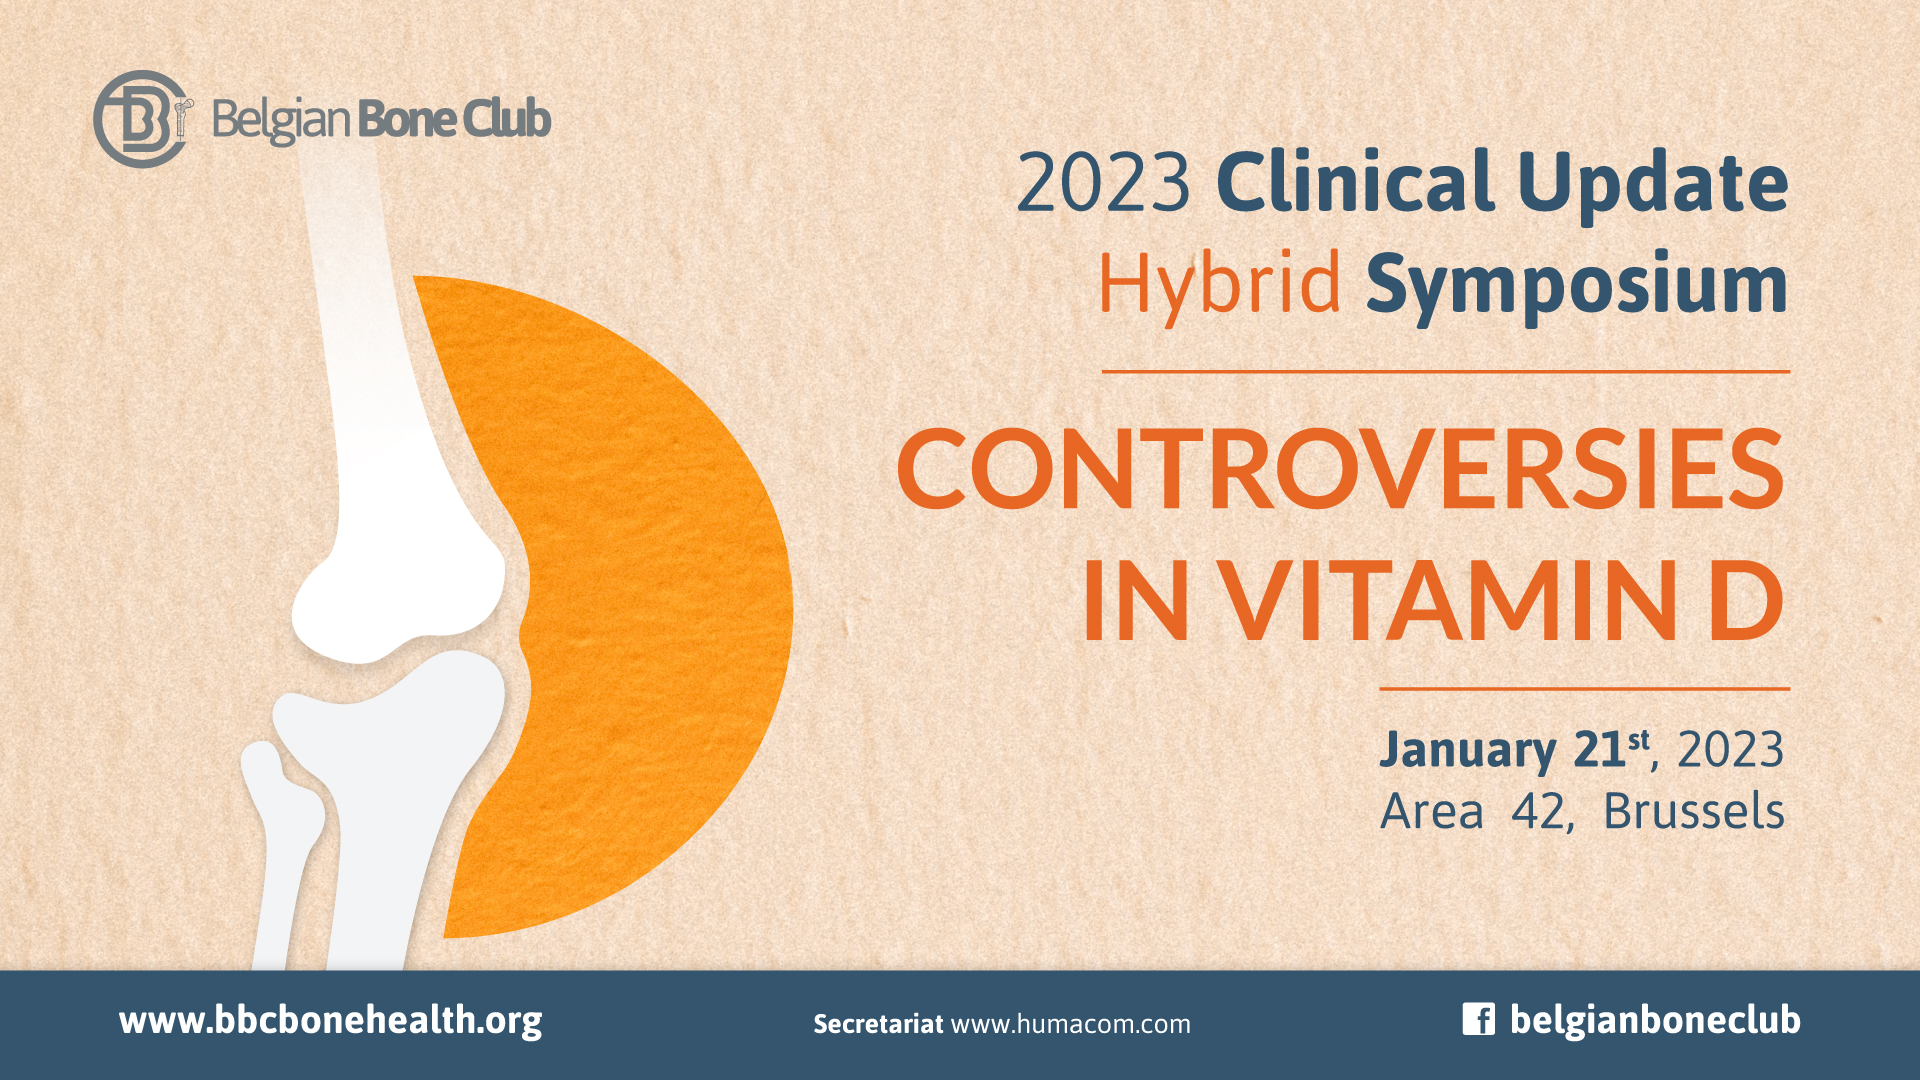 Belgian Bone Club
2023 Clinical Update
Hybrid Symposium
CONTROVERSIES
IN VITAMIN D
January 21st, 2023
Area 42, Brussels
www.bbcbonehealth.org
Secretariat www.humacom.com
belgianboneclub